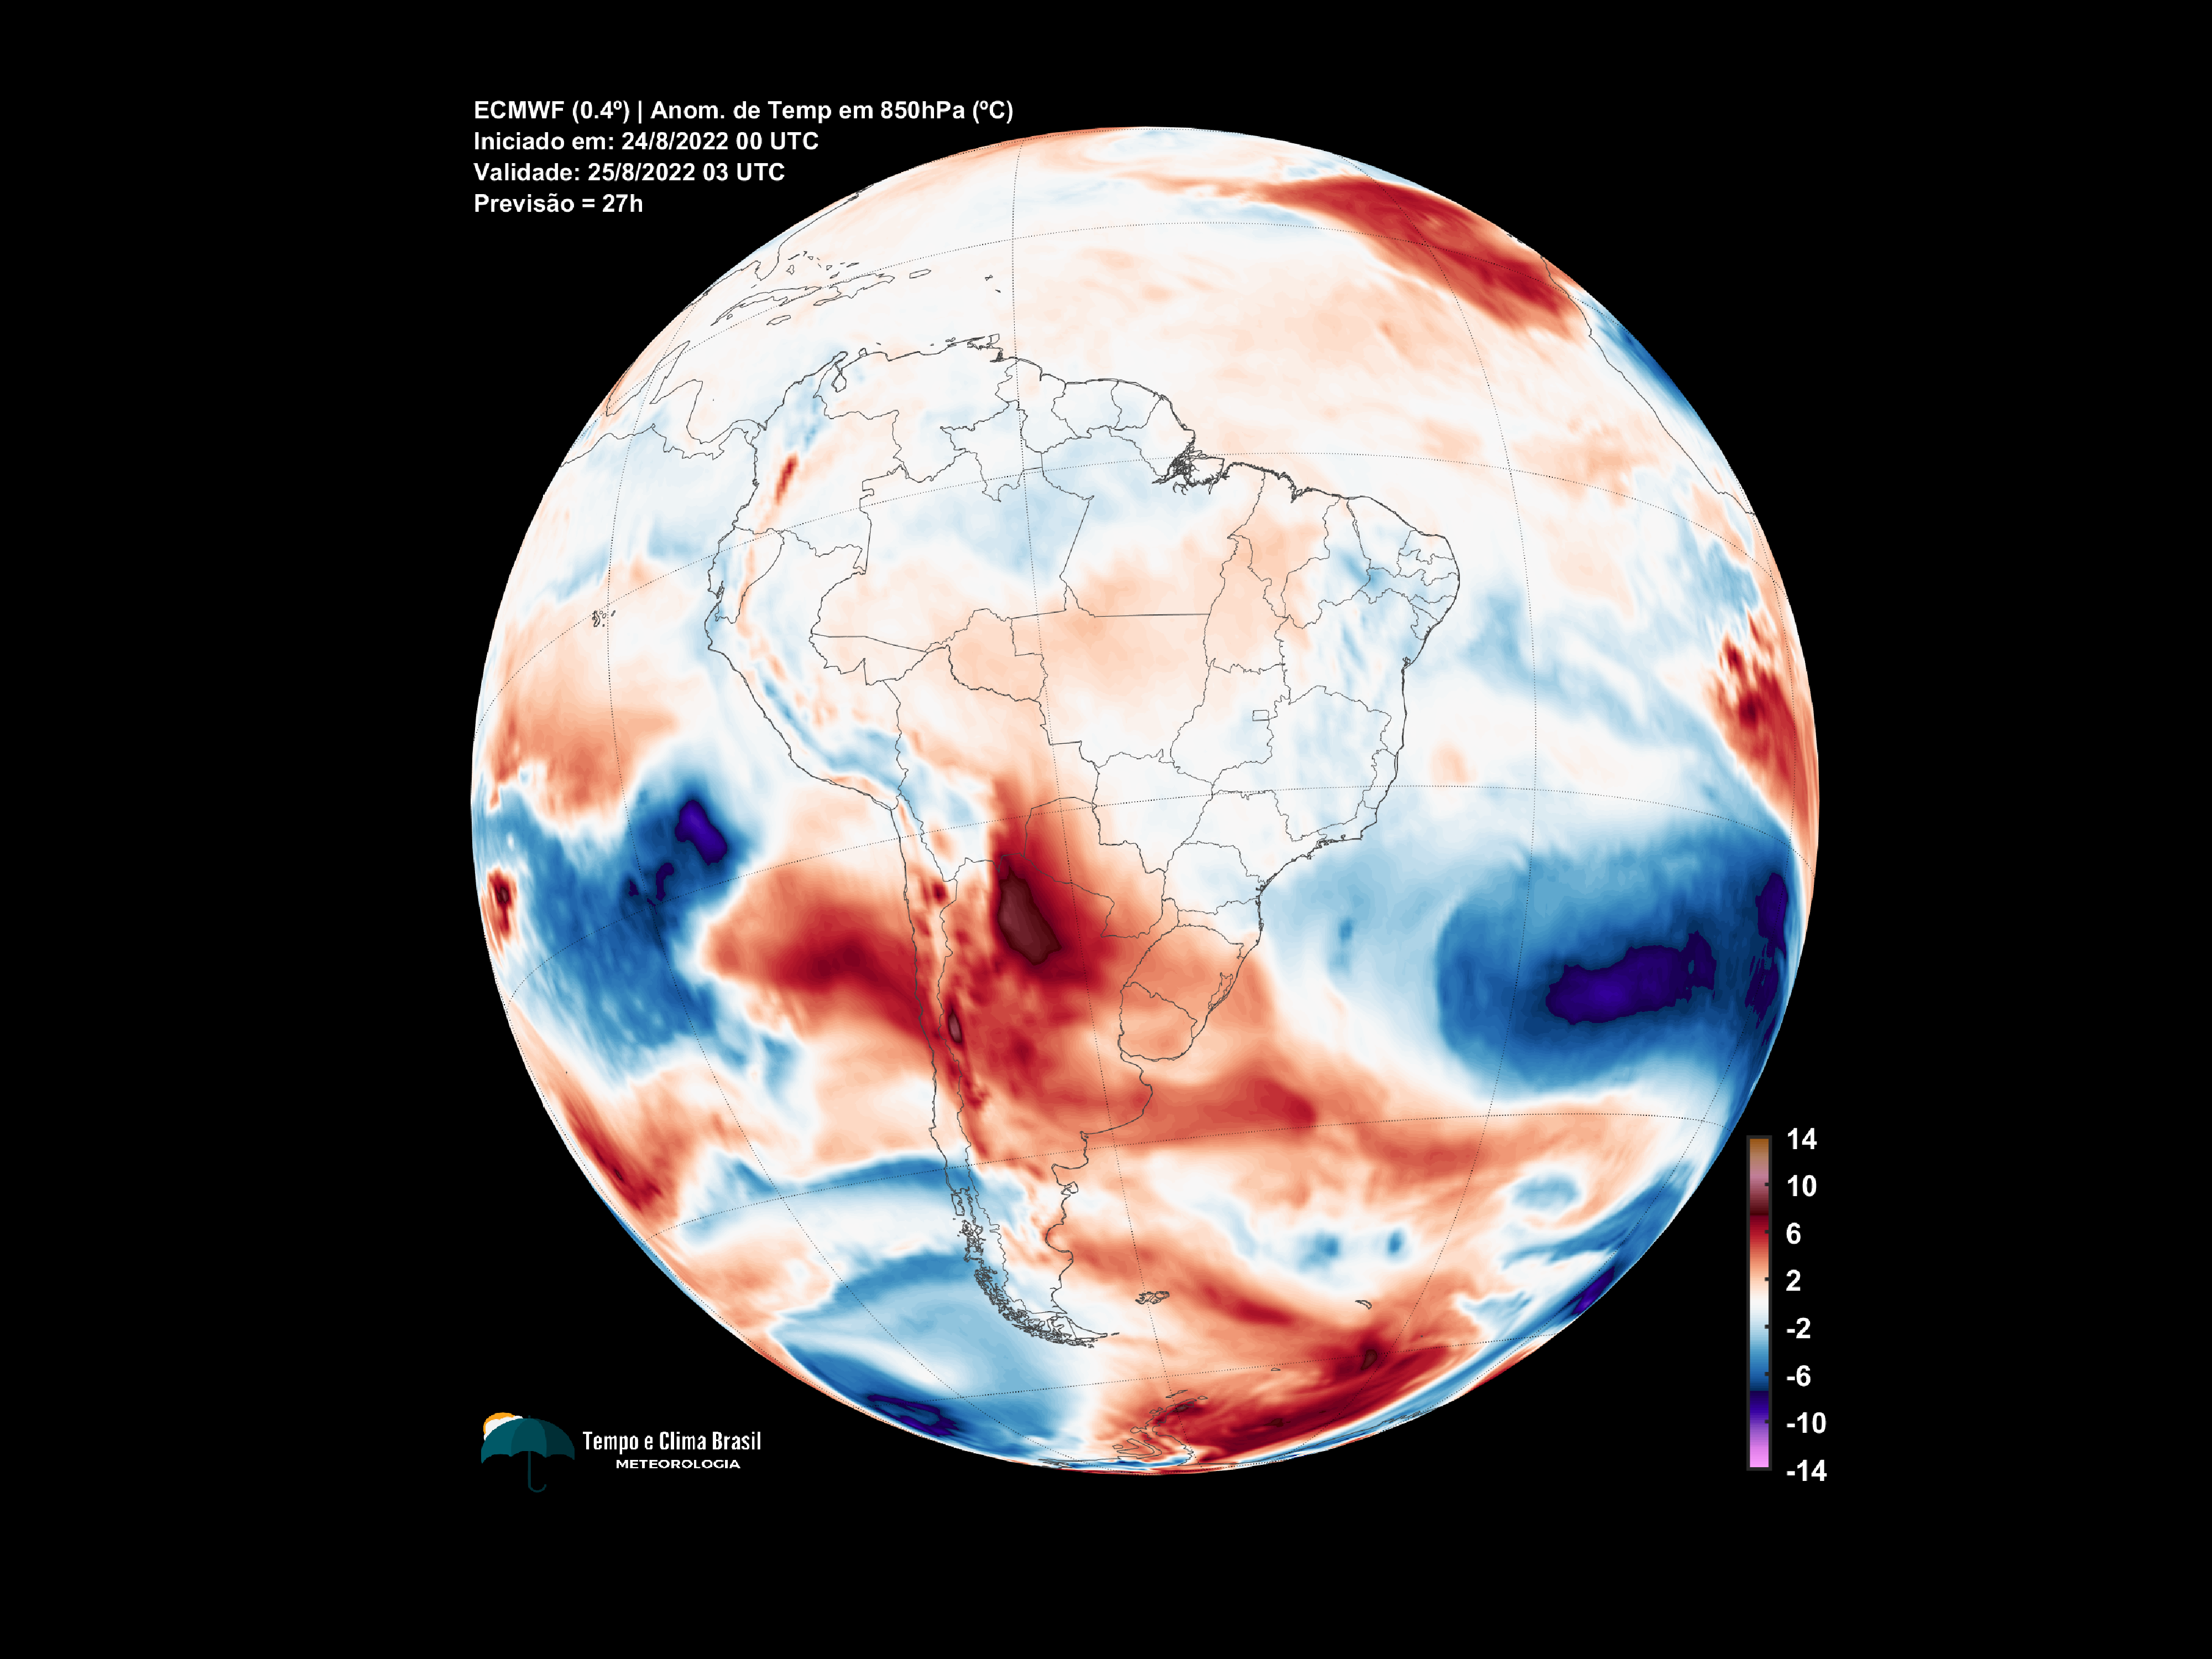 ECMWF (0.4º) | Anom. de Temp em 850hPa (ºC)
Iniciado em: 24/8/2022 00 UTC
Validade: 25/8/2022 03 UTC
Previsão = 27h
14
10
6
2
-2
-6
-10
-14
Tempo e Clima Brasil
METEOROLOGIA